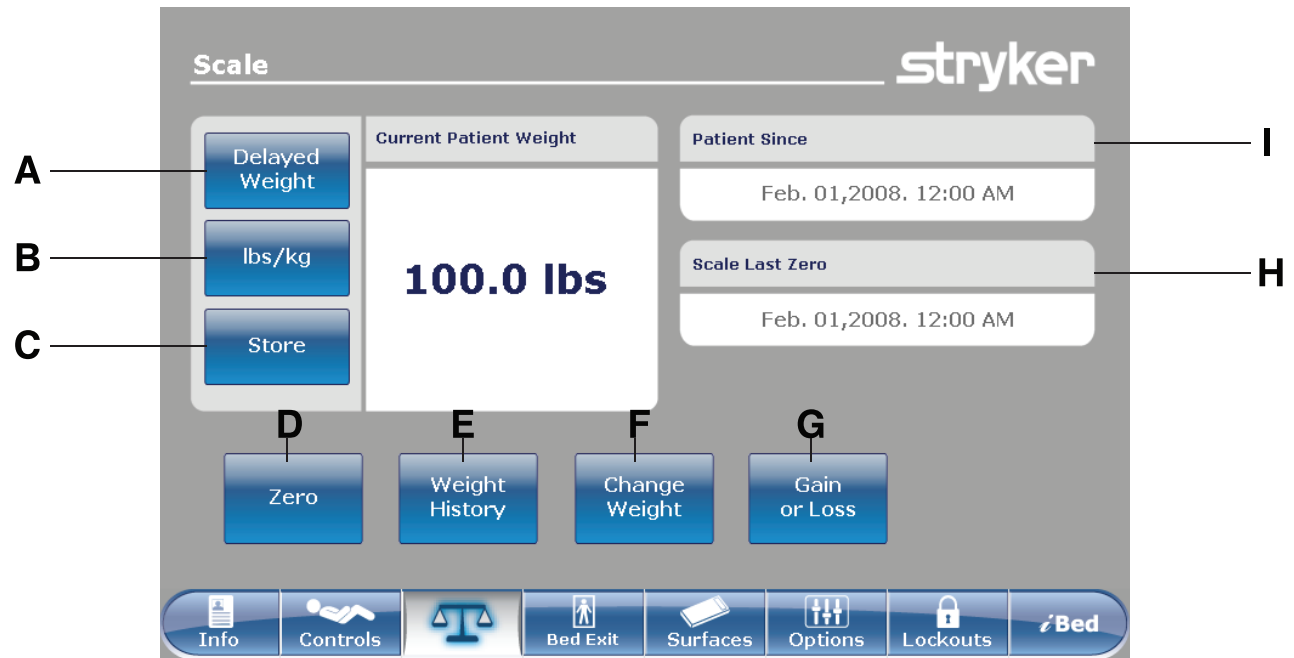 Scale
stryker
A
Delayed
Weight
Current Patient Weight
Patient Since
I
Feb. 01,2008. 12:00 AM
B
lbs/kg
100.0 lbs
Scale Last Zero
H
Feb. 01,2008. 12:00 AM
C
Store
D
E
F
G
Zero
Weight
History
Change
Weight
Gain
or Loss
Info
Controls
Bed Exit
Surfaces
Options
Lockouts
iBed